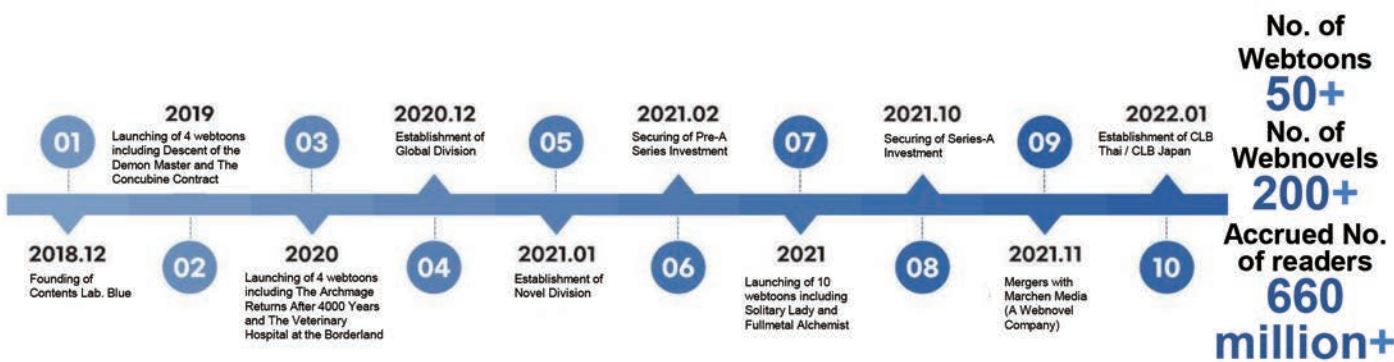 01
2018.12
Founding of
Contents Lab. Blue
2019
Launching of 4 webtoons
including Descent of the
Demon Master and The
Concubine Contract
02
03
2020
Launching of 4 webtoons
including The Archmage
Returns After 4000 Years
and The Veterinary
Hospital at the Borderland
2020.12
Establishment of
Global Division
04
05
2021.01
Establishment of
Novel Division
2021.02
Securing of Pre-A
Series Investment
06
07
2021
Launching of 10
webtoons including
Solitary Lady and
Fullmetal Alchemist
2021.10
Securing of Series-A
Investment
08
09
2021.11
Mergers with
Marchen Media
(A Webnovel
Company)
2022.01
Establishment of CLB
Thai / CLB Japan
10
No. of
Webtoons
50+
No. of
Webnovels
200+
Accrued No.
of readers
660
million+